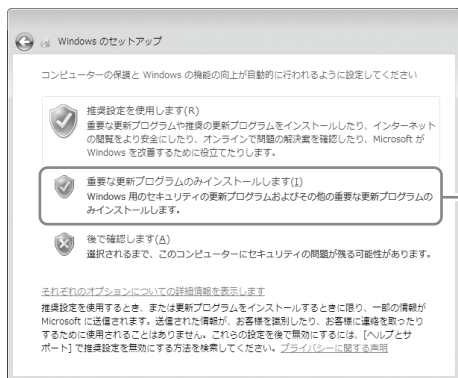 Windows のセットアップ
コンピューターの保護と Windows の機能の向上が自動的に行われるように設定してください
推奨設定を使用します(R)
重要な更新プログラムや推奨の更新プログラムをインストールしたり、インターネット
の閲覧をより安全にしたり、オンラインで問題の解決案を確認したり、Microsoft が
Windows を改善するために役立てたりします。
重要な更新プログラムのみインストールします(I)
Windows 用のセキュリティの更新プログラムおよびその他の重要な更新プログラムの
みインストールします。
後で確認します(A)
選択されるまで、このコンピューターにセキュリティの問題が残る可能性があります。
それぞれのオプションについての詳細情報を表示します
推奨設定を使用するとき、または更新プログラムをインストールするときに限り、一部の情報が
Microsoft に送信されます。送信された情報が、お客様を識別したり、お客様に連絡を取ったり
するために使用されることはありません。これらの設定を後で無効にするには、[ヘルプとサ
ポート] で推奨設定を無効にする方法を検索してください。プライバシーに関する声明